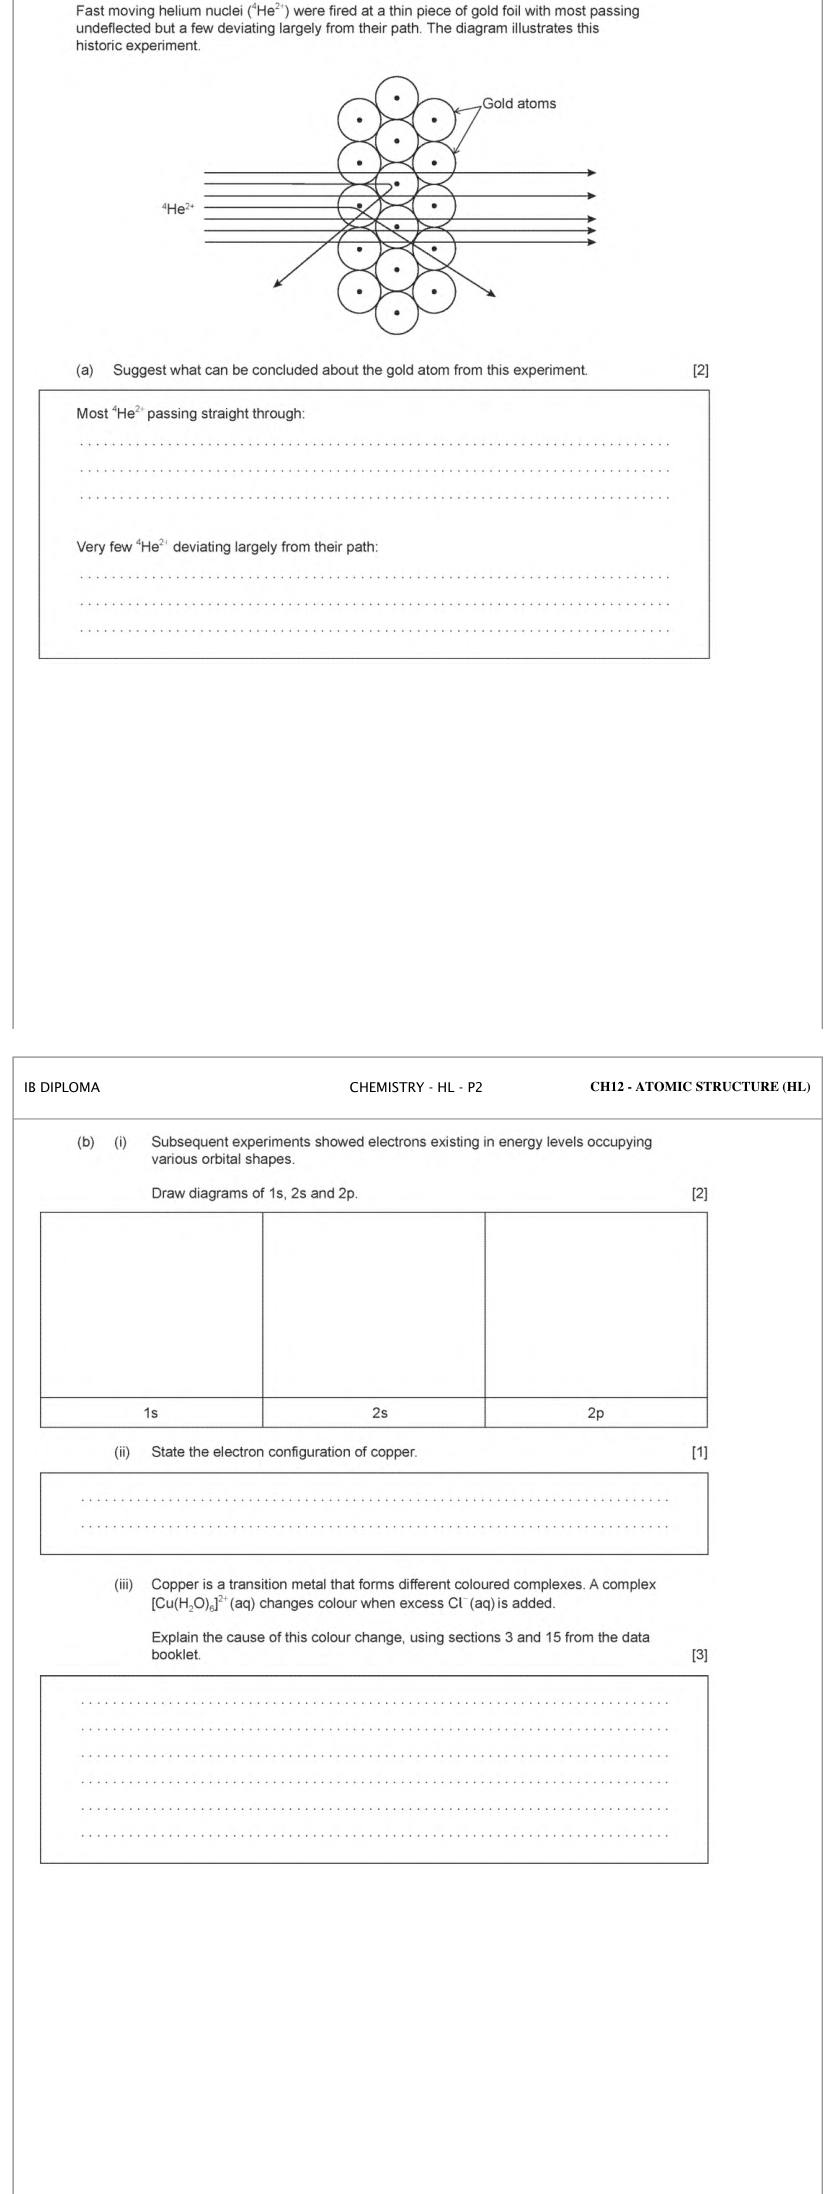 Fast moving helium nuclei (⁴He²⁺) were fired at a thin piece of gold foil with most passing
undeflected but a few deviating largely from their path. The diagram illustrates this
historic experiment.
Gold atoms
⁴He²⁺
(a) Suggest what can be concluded about the gold atom from this experiment. [2]
Most ⁴He²⁺ passing straight through:
Very few ⁴He²⁺ deviating largely from their path:
IB DIPLOMA CHEMISTRY - HL - P2 CH12 - ATOMIC STRUCTURE (HL)
(b) (i) Subsequent experiments showed electrons existing in energy levels occupying
various orbital shapes.
Draw diagrams of 1s, 2s and 2p. [2]
1s 2s 2p
(ii) State the electron configuration of copper. [1]
(iii) Copper is a transition metal that forms different coloured complexes. A complex
[Cu(H₂O)₆]²⁺ (aq) changes colour when excess Cl⁻ (aq) is added.
Explain the cause of this colour change, using sections 3 and 15 from the data
booklet. [3]